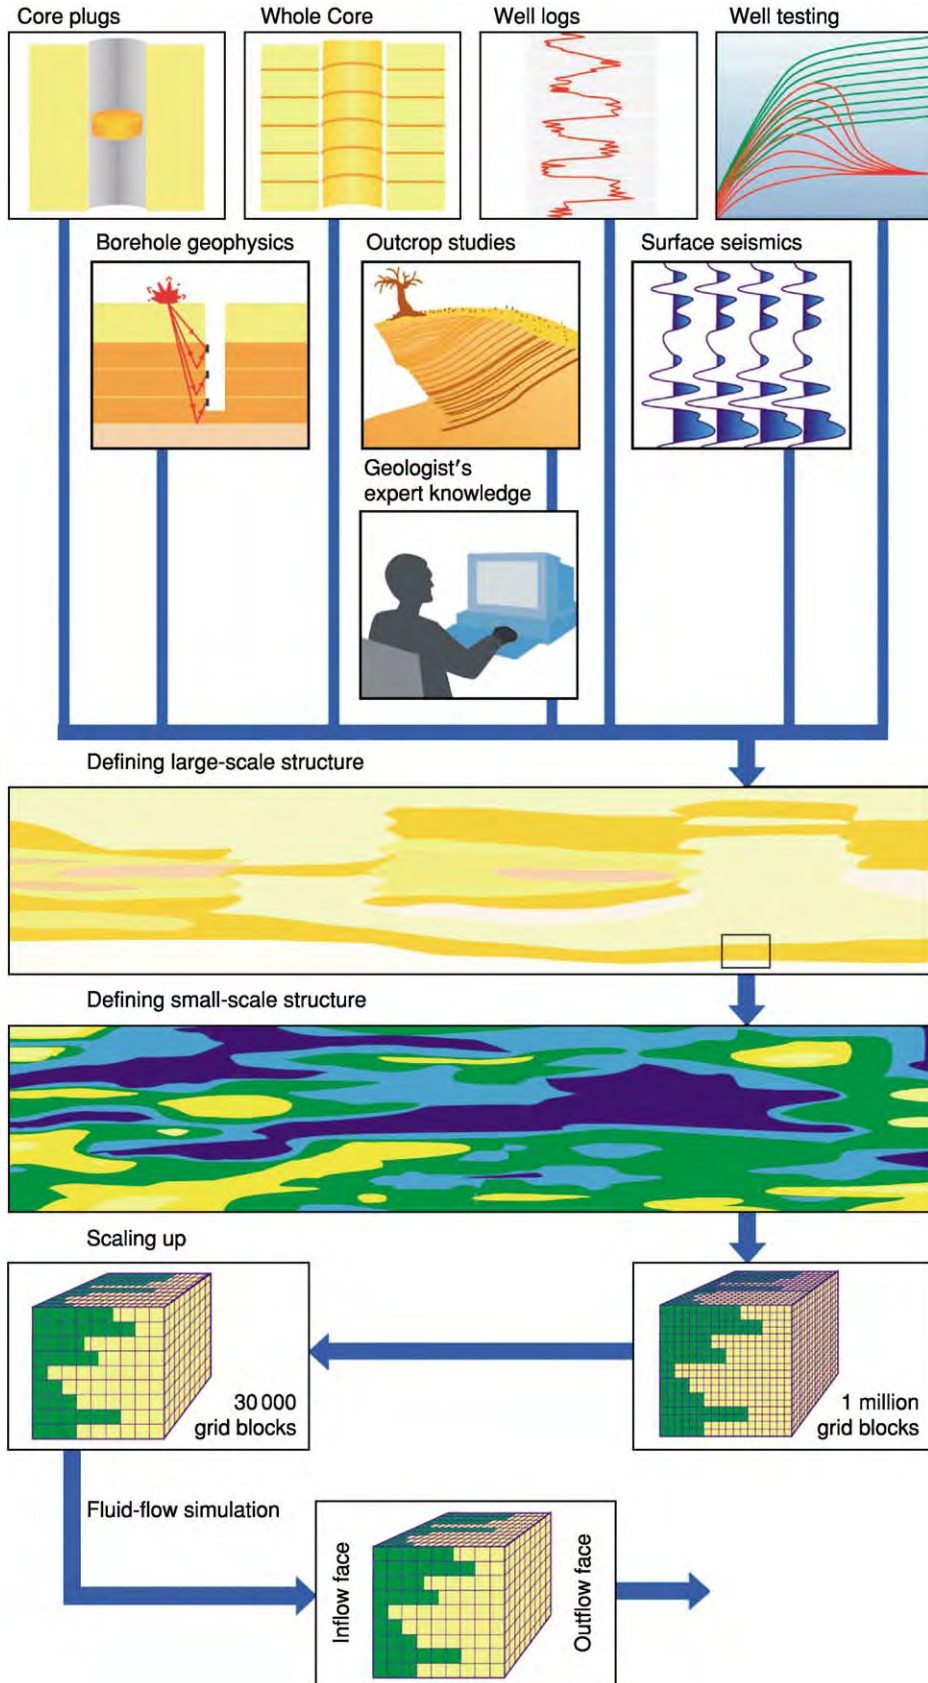 Core plugs
Whole Core
Well logs
Well testing
Borehole geophysics
Outcrop studies
Surface seismics
Geologist's
expert knowledge
Defining large-scale structure
Defining small-scale structure
Scaling up
30 000
grid blocks
1 million
grid blocks
Fluid-flow simulation
Inflow face
Outflow face